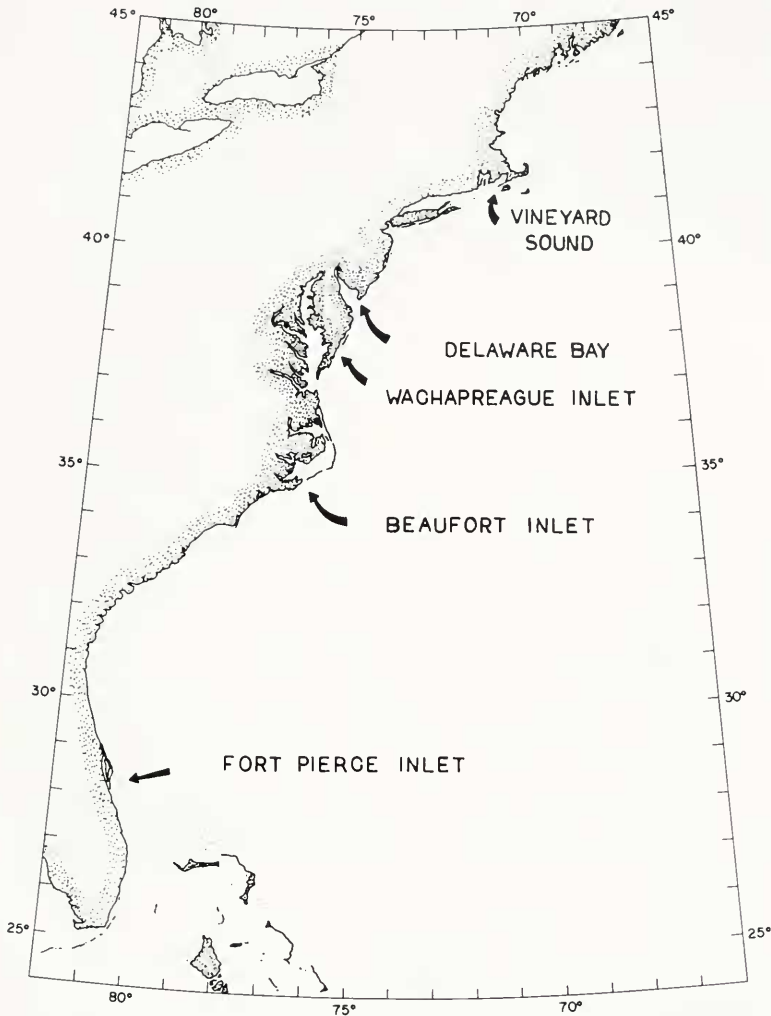 45° 80° 75° 70° 45°
VINEYARD
SOUND
40° 40°
DELAWARE BAY
WACHAPREAGUE INLET
35° 35°
BEAUFORT INLET
30° 30°
FORT PIERCE INLET
25° 25°
80° 75° 70°